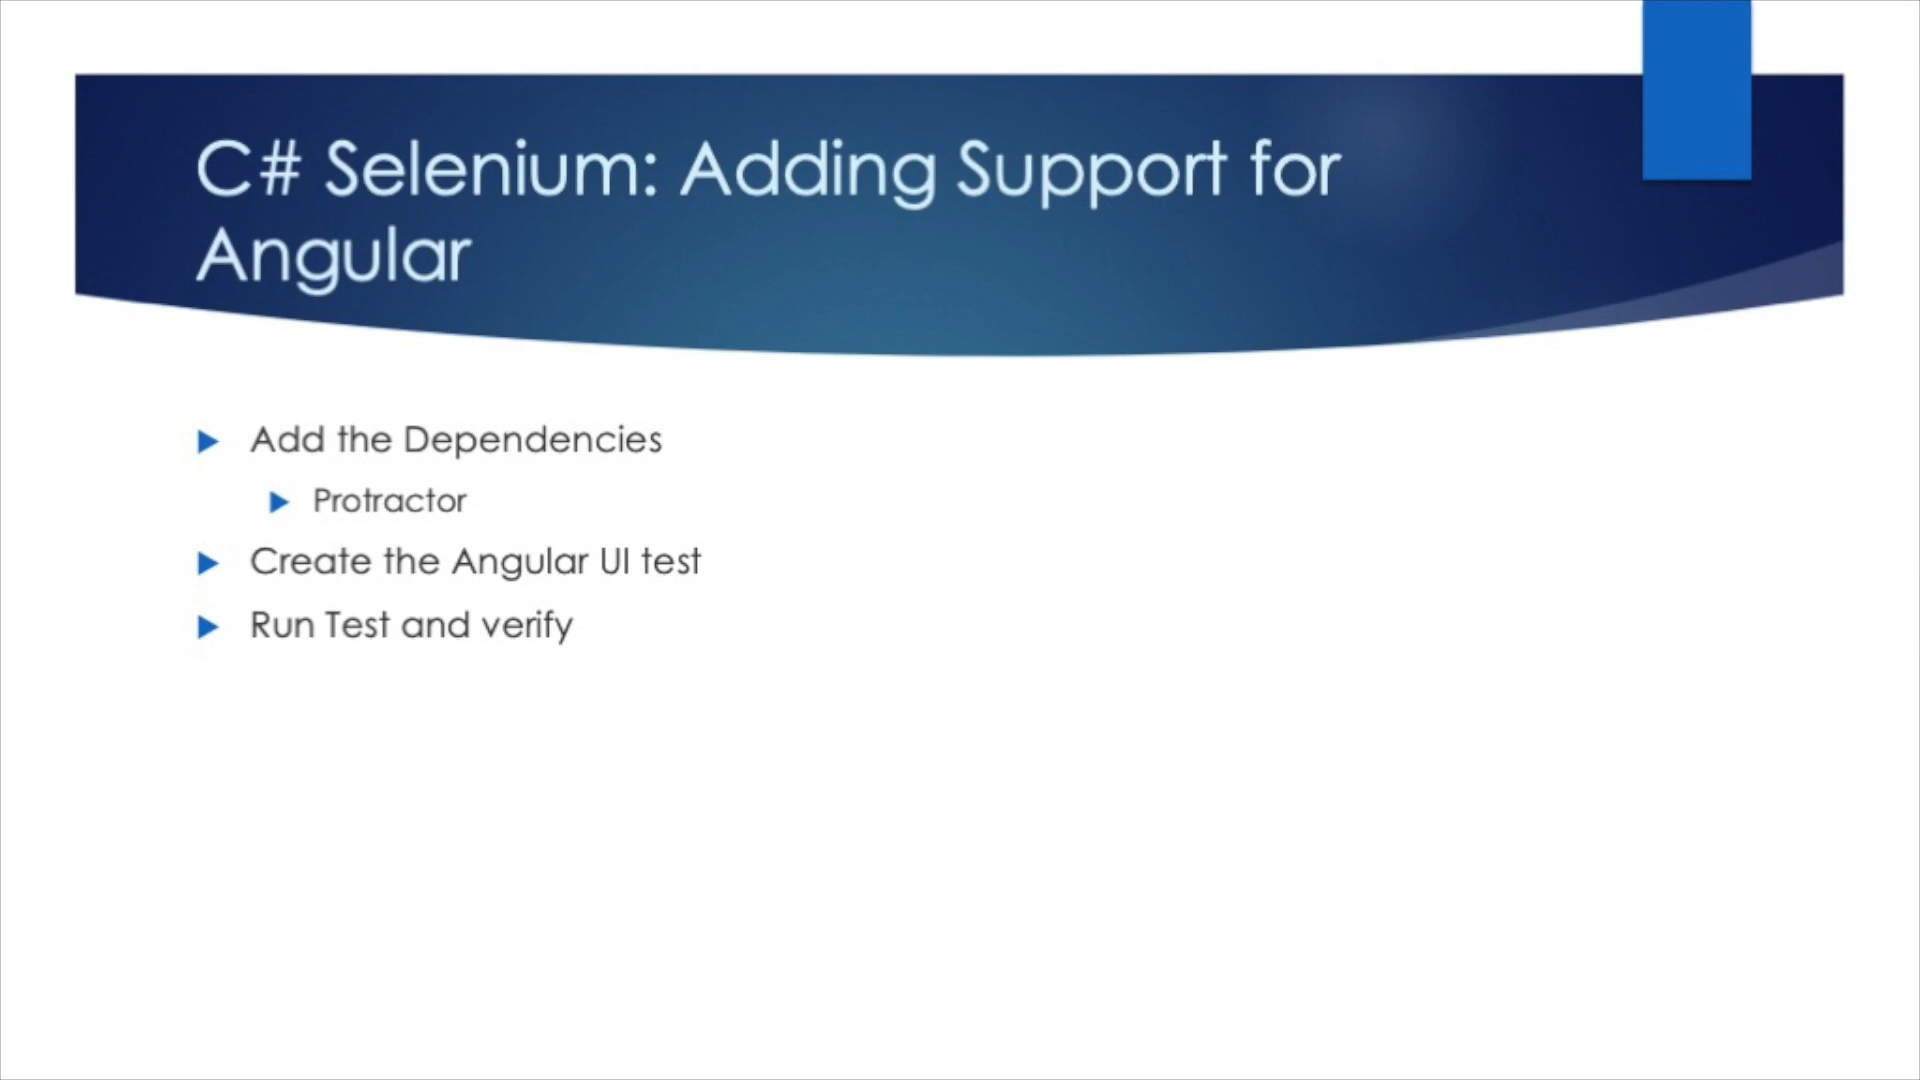 C# Selenium: Adding Support for
Angular
Add the Dependencies
Protractor
Create the Angular UI test
Run Test and verify